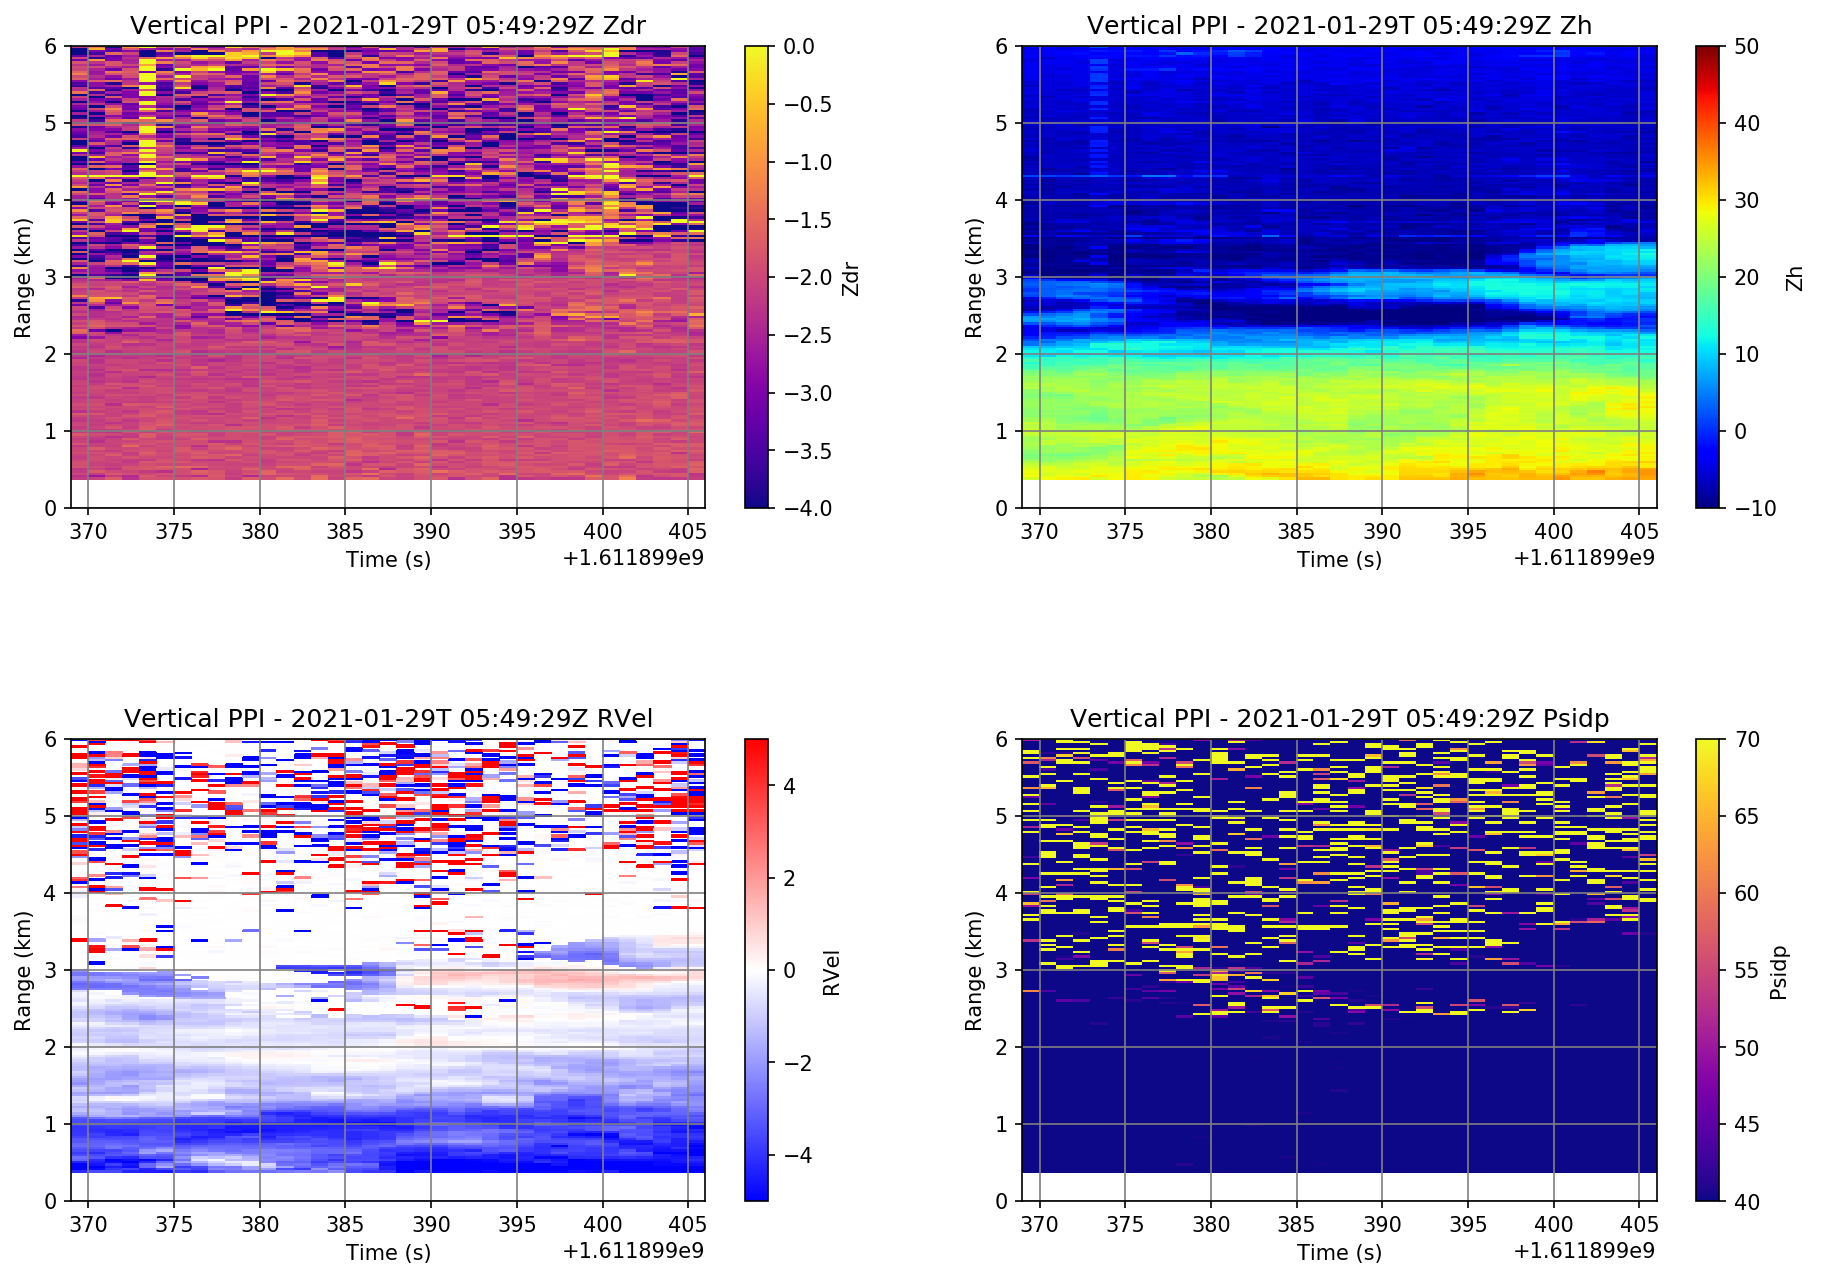 Vertical PPI - 2021-01-29T 05:49:29Z Zdr
6
5
4
3
2
1
0
Range (km)
370 375 380 385 390 395 400 405
Time (s)
+1.611899e9
0.0
−0.5
−1.0
−1.5
−2.0
−2.5
−3.0
−3.5
−4.0
Zdr
Vertical PPI - 2021-01-29T 05:49:29Z Zh
6
5
4
3
2
1
0
Range (km)
370 375 380 385 390 395 400 405
Time (s)
+1.611899e9
50
40
30
20
10
0
−10
Zh
Vertical PPI - 2021-01-29T 05:49:29Z RVel
6
5
4
3
2
1
0
Range (km)
370 375 380 385 390 395 400 405
Time (s)
+1.611899e9
4
2
0
−2
−4
RVel
Vertical PPI - 2021-01-29T 05:49:29Z Psidp
6
5
4
3
2
1
0
Range (km)
370 375 380 385 390 395 400 405
Time (s)
+1.611899e9
70
65
60
55
50
45
40
Psidp